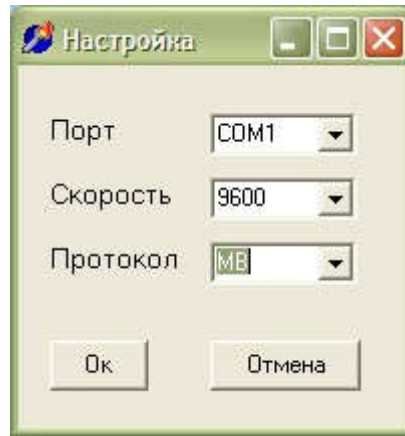 Настройка
Порт COM1
Скорость 9600
Протокол MB
Ок Отмена